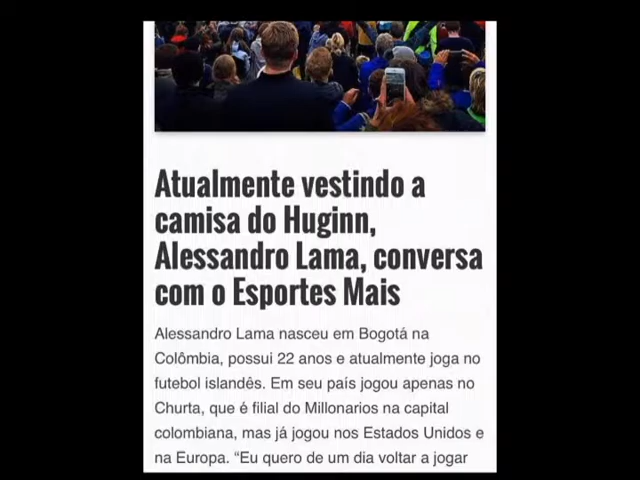 Atualmente vestindo a
camisa do Huginn,
Alessandro Lama, conversa
com o Esportes Mais
Alessandro Lama nasceu em Bogotá na
Colômbia, possui 22 anos e atualmente joga no
futebol islandês. Em seu país jogou apenas no
Churta, que é filial do Millonarios na capital
colombiana, mas já jogou nos Estados Unidos e
na Europa. “Eu quero de um dia voltar a jogar